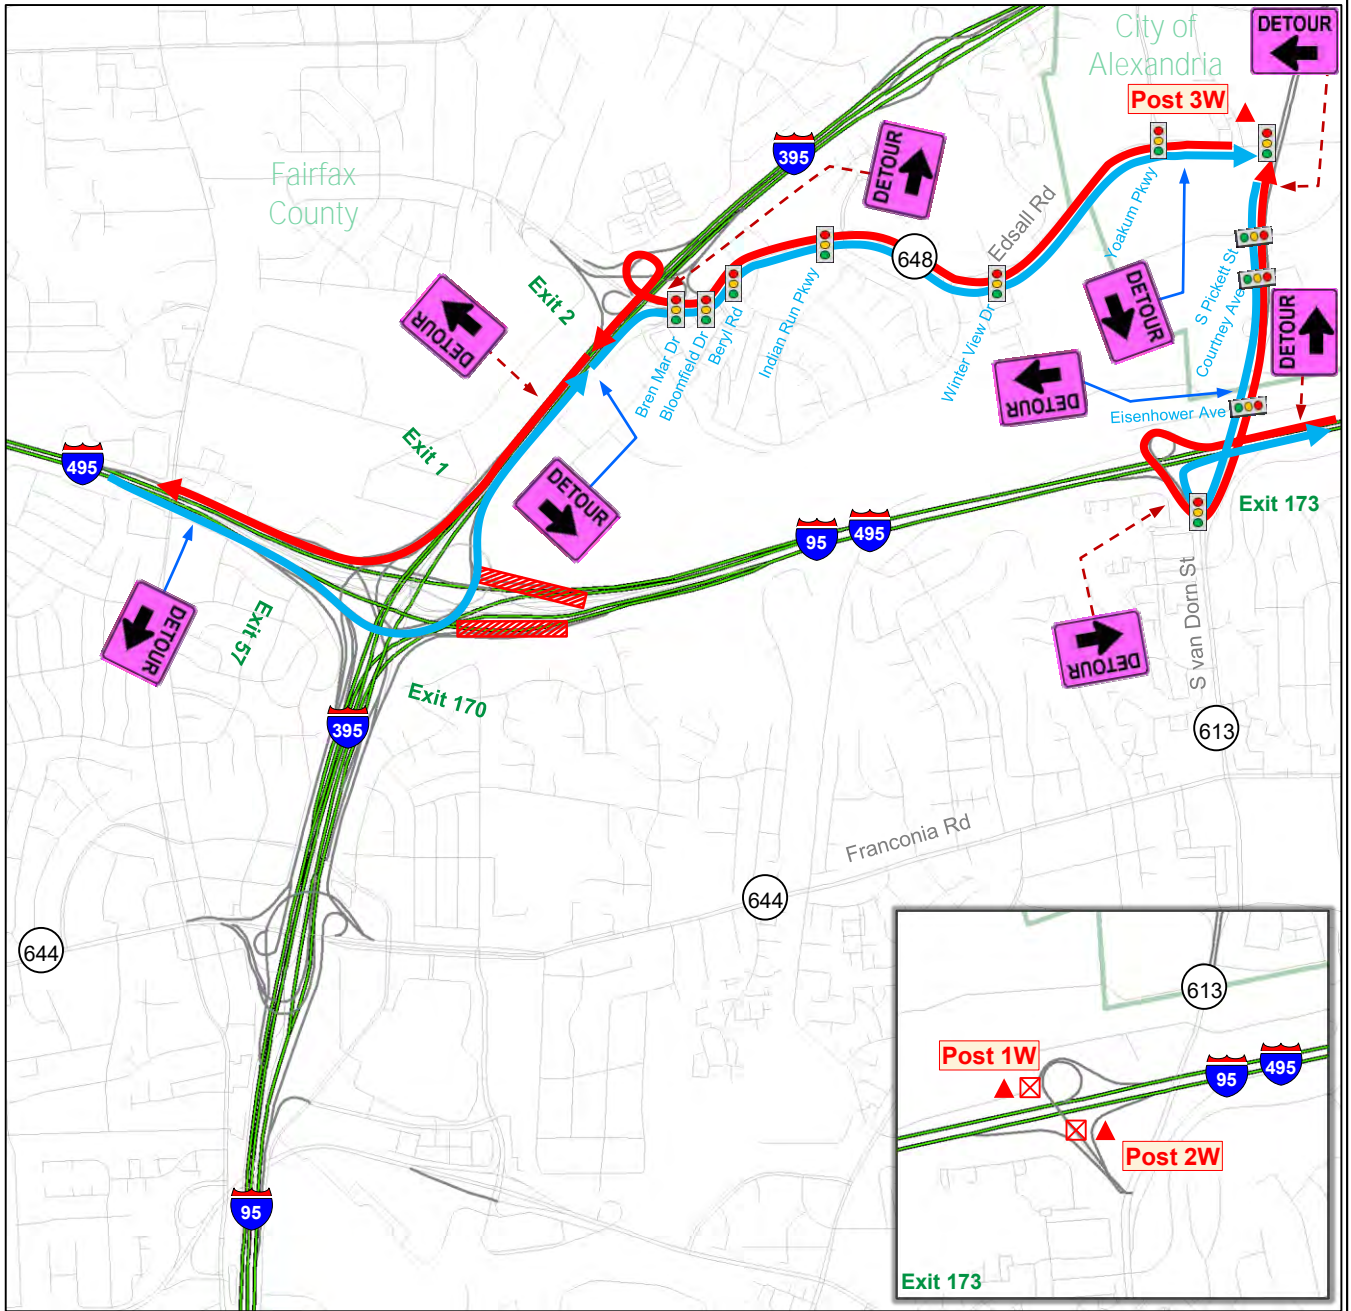 City of
Alexandria
DETOUR
Post 3W
395
DETOUR
Fairfax
County
Edsall Rd
648
Yoakum Pkwy
S Pickett St
Courtney Ave
DETOUR
DETOUR
Exit 2
DETOUR
Indian Run Pkwy
Beryl Rd
Bloomfield Dr
Bren Mar Dr
Winter View Dr
DETOUR
Eisenhower Ave
Exit 1
495
DETOUR
95
495
Exit 173
DETOUR
Exit 57
DETOUR
S van Dorn St
Exit 170
395
613
Franconia Rd
644
644
613
Post 1W
95
495
Post 2W
95
Exit 173